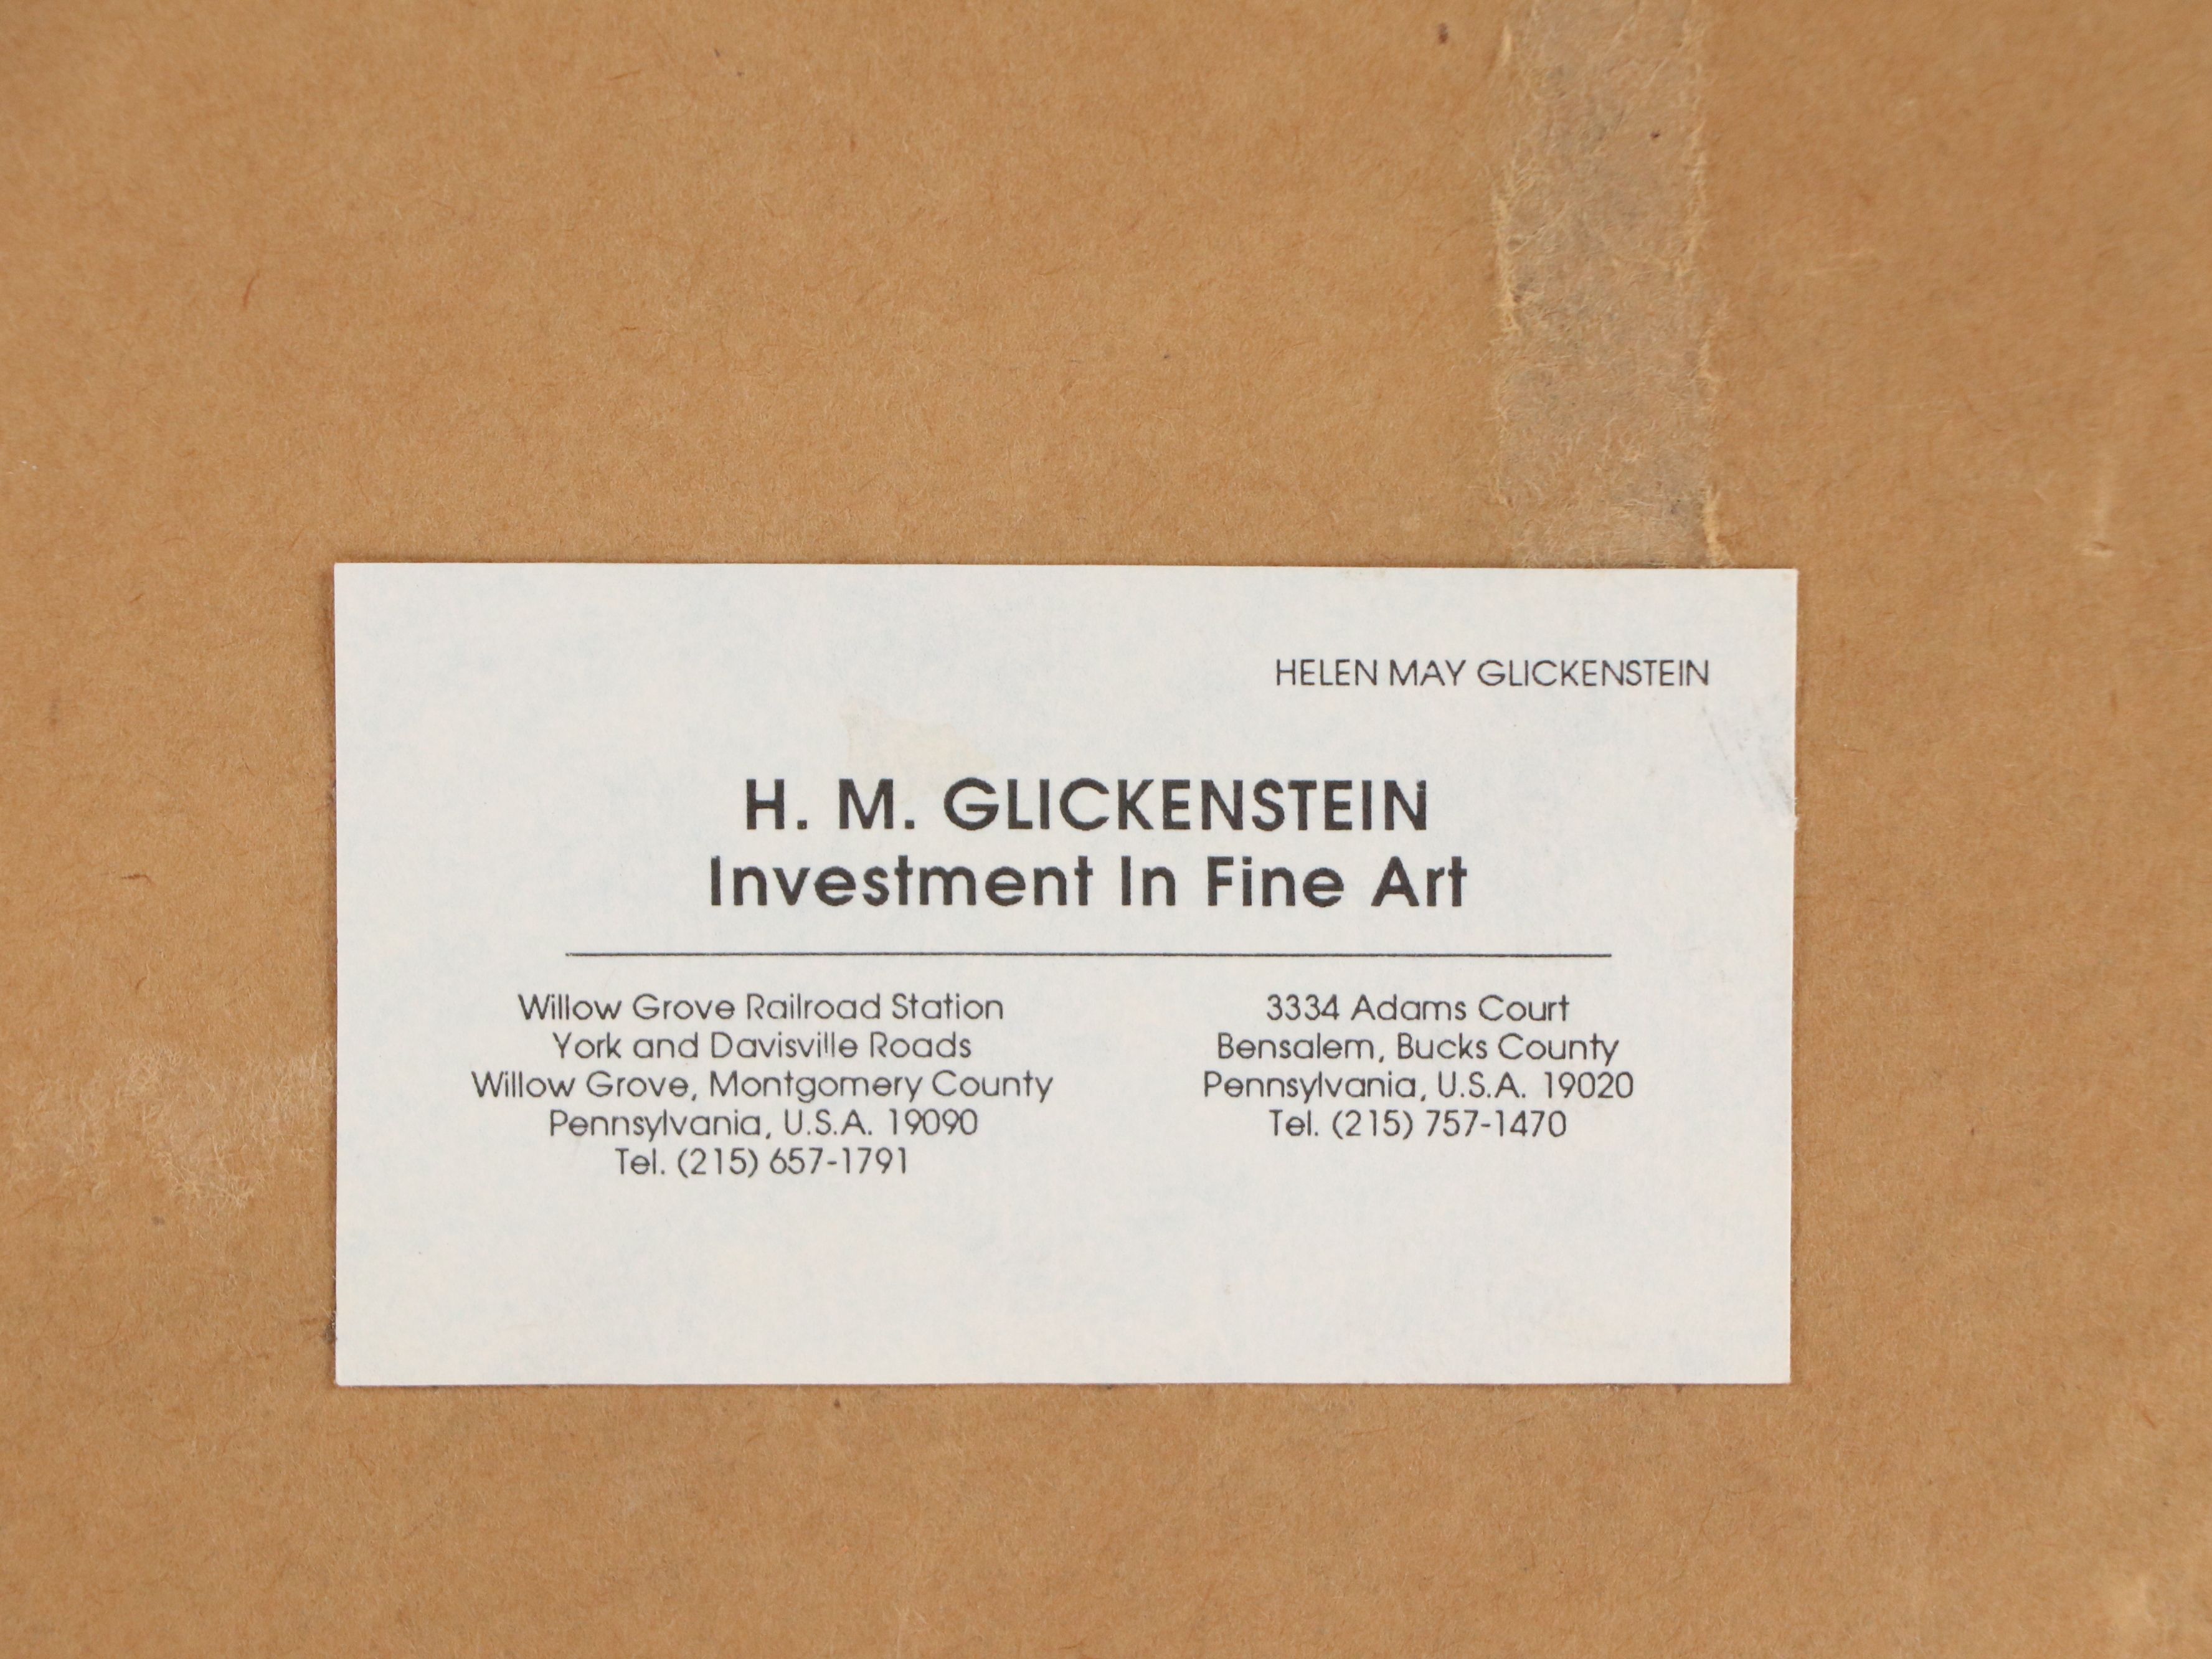 HELEN MAY GLICKENSTEIN
H. M. GLICKENSTEIN
Investment In Fine Art
Willow Grove Railroad Station
York and Davisville Roads
Willow Grove, Montgomery County
Pennsylvania, U.S.A. 19090
Tel. (215) 657-1791
3334 Adams Court
Bensalem, Bucks County
Pennsylvania, U.S.A. 19020
Tel. (215) 757-1470